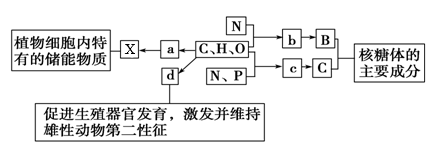 植物细胞内特
有的储能物质
X
a
C、H、O
N
b
B
d
N、P
c
C
核糖体的
主要成分
促进生殖器官发育，激发并维持
雄性动物第二性征